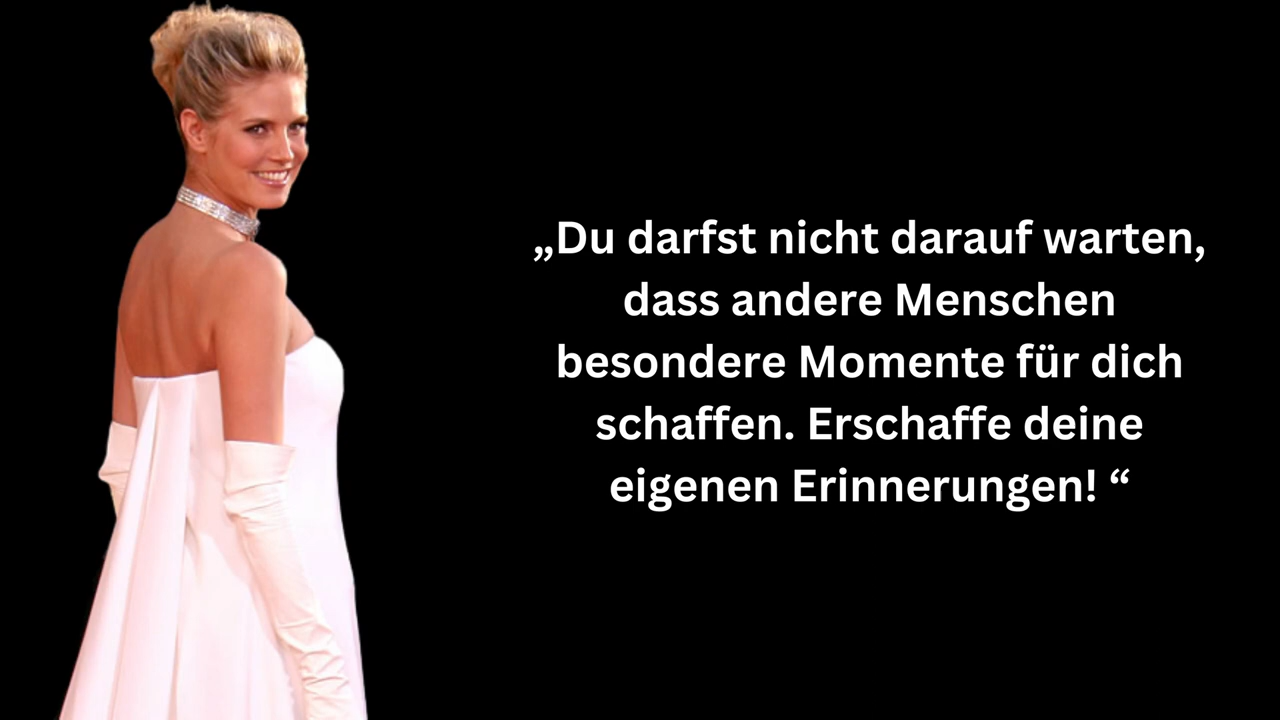 „Du darfst nicht darauf warten,
dass andere Menschen
besondere Momente für dich
schaffen. Erschaffe deine
eigenen Erinnerungen! “